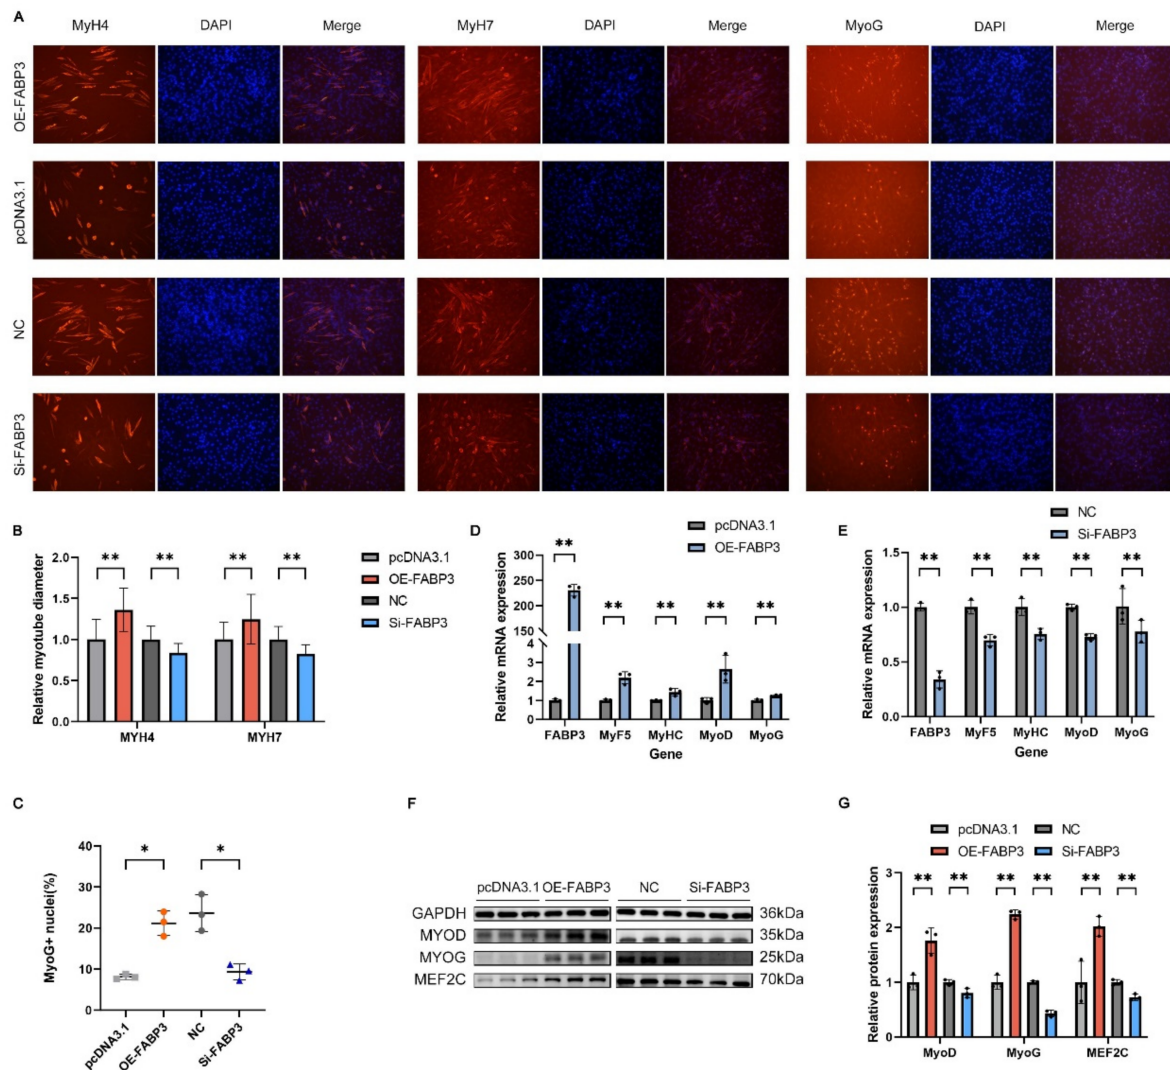 A
MyH4 DAPI Merge MyH7 DAPI Merge MyoG DAPI Merge
OE-FABP3
pcDNA3.1
NC
Si-FABP3
B
Relative myotube diameter
2.0
1.5
1.0
0.5
0.0
** ** ** **
MYH4 MYH7
pcDNA3.1
OE-FABP3
NC
Si-FABP3
D
pcDNA3.1
OE-FABP3
Relative mRNA expression
300
270
230
190
150
4
3
2
1
0
** ** ** ** **
FABP3 MyF5 MyHC MyoD MyoG
Gene
E
NC
Si-FABP3
Relative mRNA expression
1.5
1.0
0.5
0.0
** ** ** ** **
FABP3 MyF5 MyHC MyoD MyoG
Gene
C
MyoG+ nuclei(%)
40
30
20
10
0
* *
pcDNA3.1
OE-FABP3
NC
Si-FABP3
F
pcDNA3.1 OE-FABP3 NC Si-FABP3
GAPDH 36kDa
MYOD 35kDa
MYOG 25kDa
MEF2C 70kDa
G
pcDNA3.1 NC
OE-FABP3 Si-FABP3
Relative protein expression
3
2
1
0
** ** ** ** ** **
MyoD MyoG MEF2C